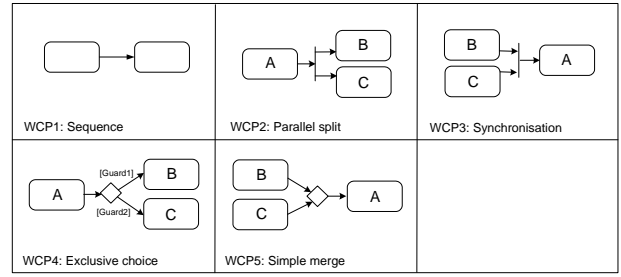 WCP1: Sequence
A
B
C
WCP2: Parallel split
B
C
A
WCP3: Synchronisation
A
[Guard1]
B
[Guard2]
C
WCP4: Exclusive choice
B
C
A
WCP5: Simple merge